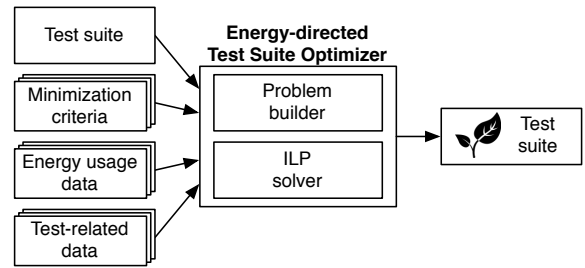 Test suite
Minimization
criteria
Energy usage
data
Test-related
data
Energy-directed
Test Suite Optimizer
Problem
builder
ILP
solver
Test
suite